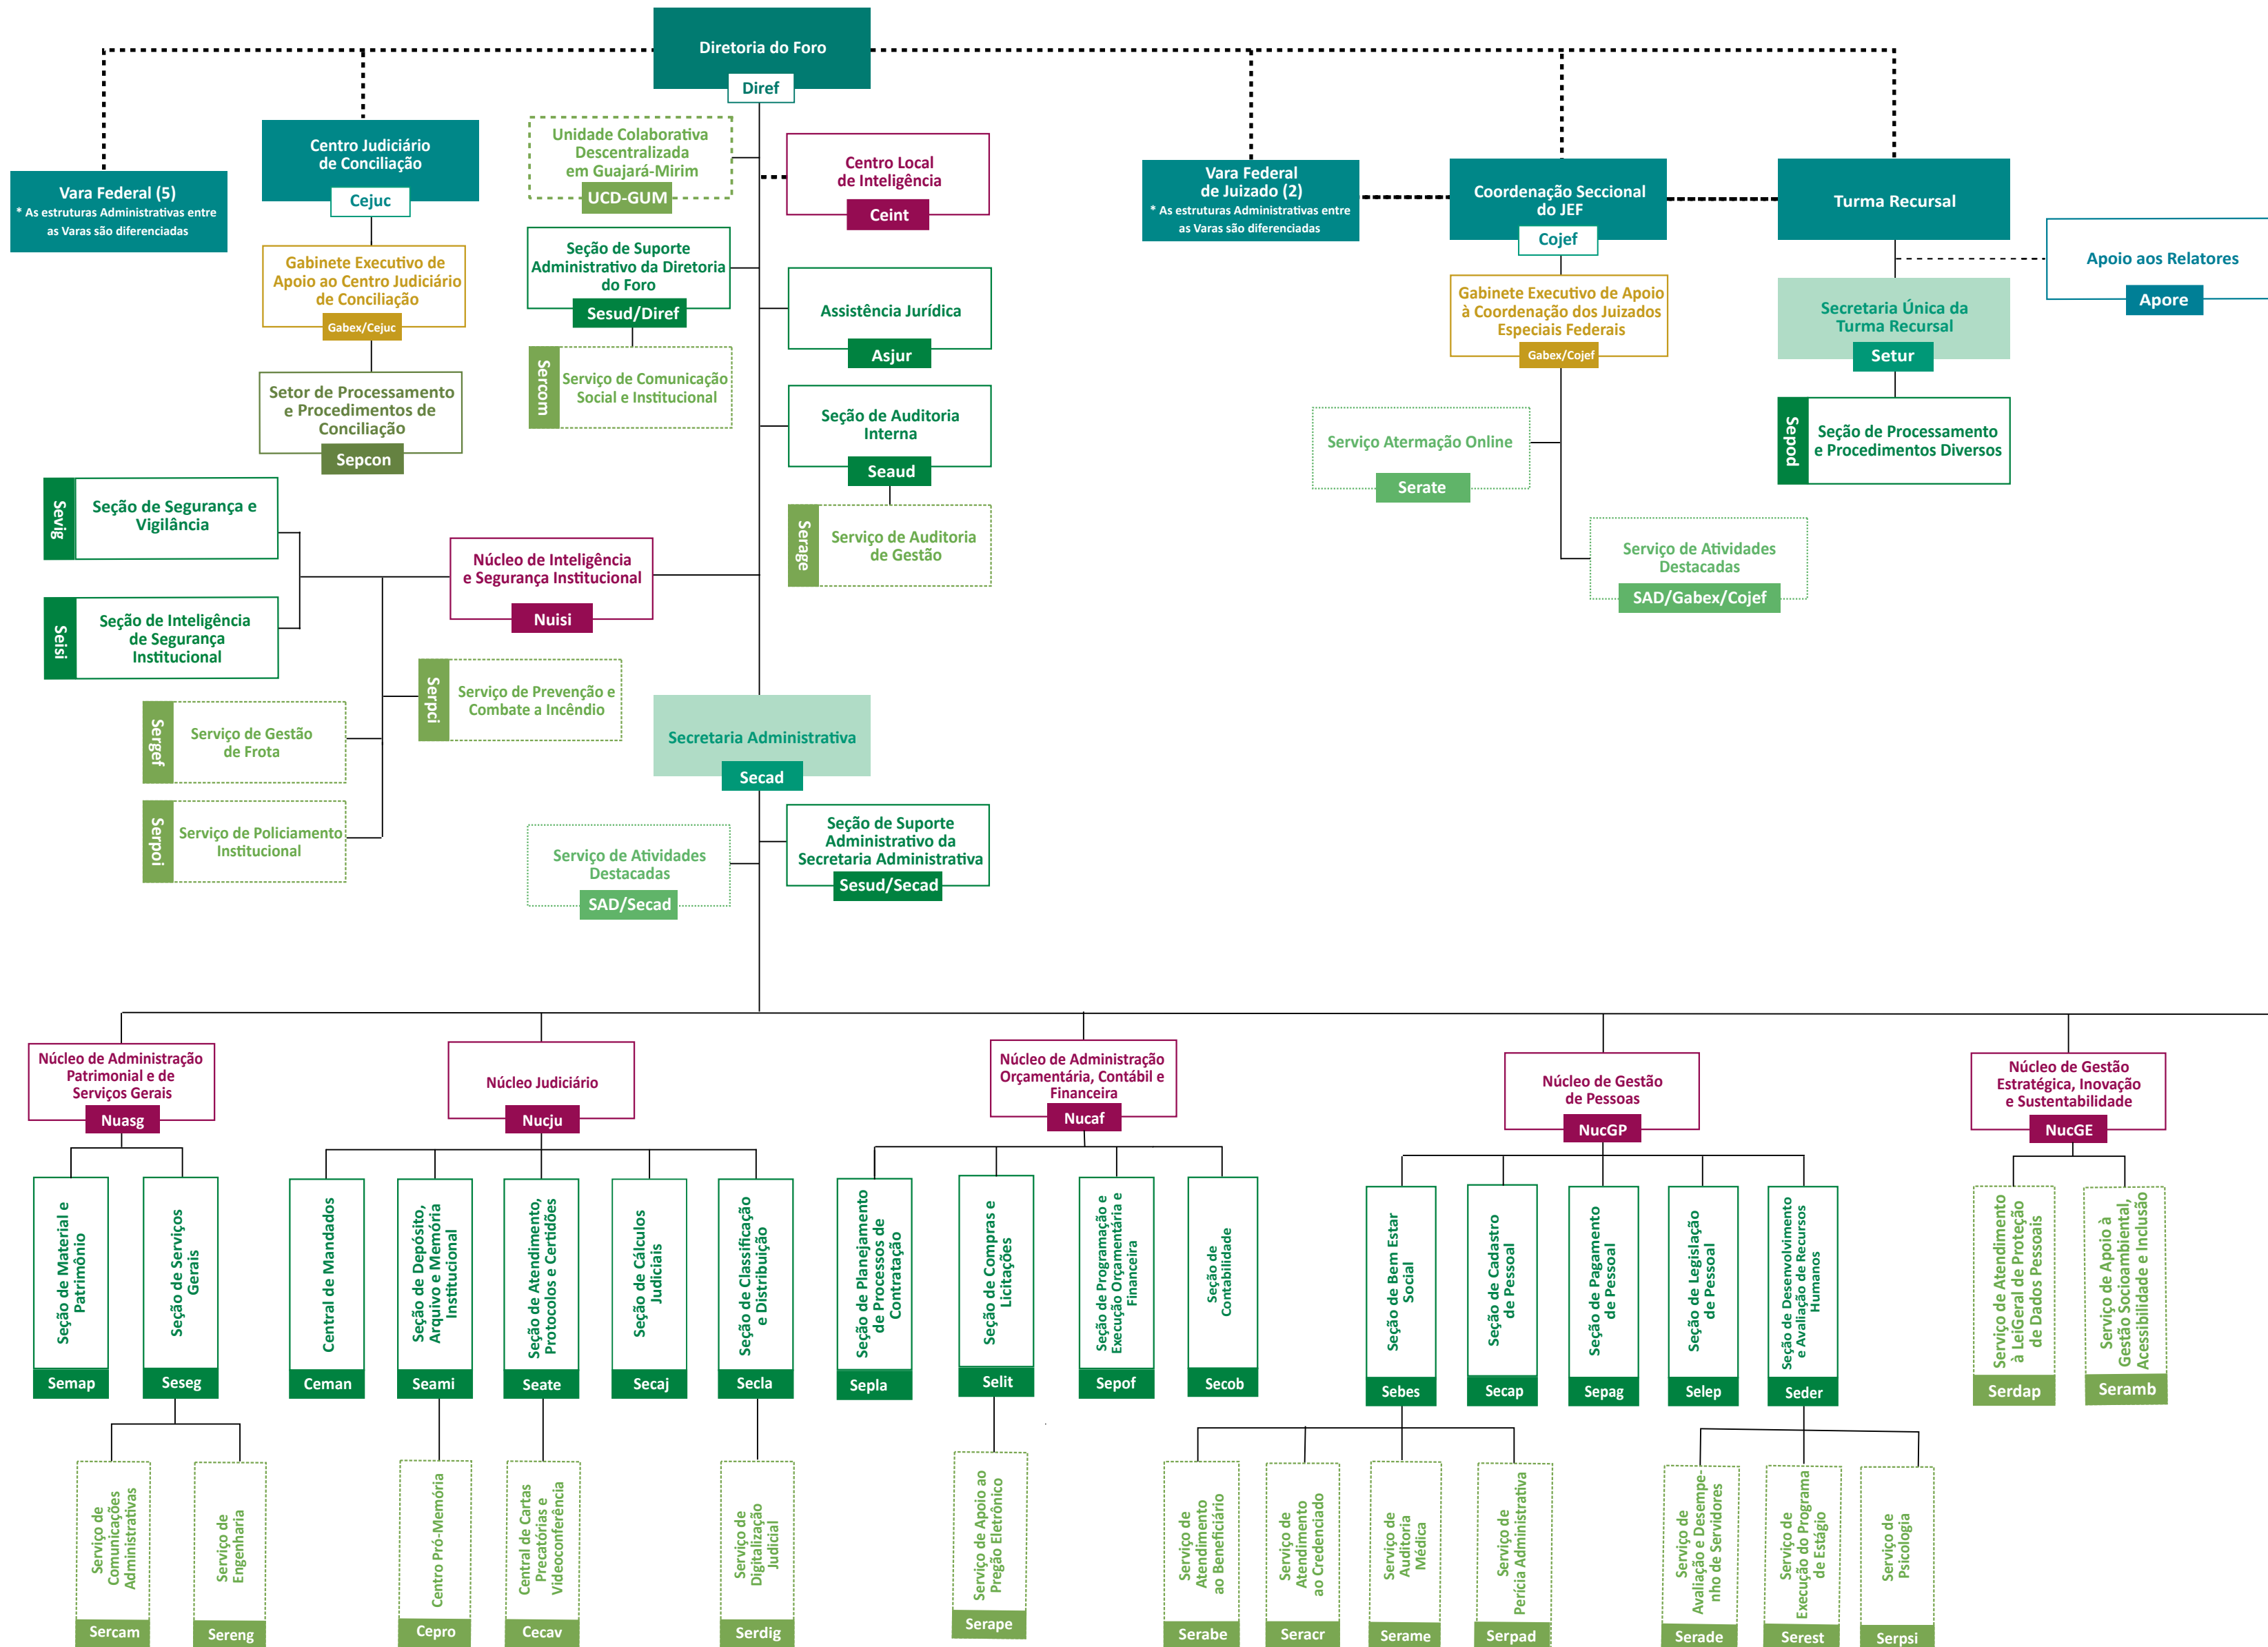 Diretoria do Foro
Diref
Vara Federal (5)
* As estruturas Administrativas entre
as Varas são diferenciadas
Centro Judiciário
de Conciliação
Cejuc
Gabinete Executivo de
Apoio ao Centro Judiciário
de Conciliação
Gabex/Cejuc
Setor de Processamento
e Procedimentos de
Conciliação
Sepcon
Unidade Colaborativa
Descentralizada
em Guajará-Mirim
UCD-GUM
Centro Local
de Inteligência
Ceint
Seção de Suporte
Administrativo da Diretoria
do Foro
Sesud/Diref
Sercom
Serviço de Comunicação
Social e Institucional
Assistência Jurídica
Asjur
Seção de Auditoria
Interna
Seaud
Serage
Serviço de Auditoria
de Gestão
Vara Federal
de Juizado (2)
* As estruturas Administrativas entre
as Varas são diferenciadas
Coordenação Seccional
do JEF
Cojef
Gabinete Executivo de Apoio
à Coordenação dos Juizados
Especiais Federais
Gabex/Cojef
Serviço Atermação Online
Serate
Serviço de Atividades
Destacadas
SAD/Gabex/Cojef
Turma Recursal
Apoio aos Relatores
Apore
Secretaria Única da
Turma Recursal
Setur
Sepod
Seção de Processamento
e Procedimentos Diversos
Sevig
Seção de Segurança e
Vigilância
Seisi
Seção de Inteligência
de Segurança
Institucional
Núcleo de Inteligência
e Segurança Institucional
Nuisi
Serpci
Serviço de Prevenção e
Combate a Incêndio
Sergef
Serviço de Gestão
de Frota
Serpoi
Serviço de Policiamento
Institucional
Secretaria Administrativa
Secad
Serviço de Atividades
Destacadas
SAD/Secad
Seção de Suporte
Administrativo da
Secretaria Administrativa
Sesud/Secad
Núcleo de Administração
Patrimonial e de
Serviços Gerais
Nuasg
Núcleo Judiciário
Nucju
Núcleo de Administração
Orçamentária, Contábil e
Financeira
Nucaf
Núcleo de Gestão
de Pessoas
NucGP
Núcleo de Gestão
Estratégica, Inovação
e Sustentabilidade
NucGE
Seção de Material e
Patrimônio
Semap
Seção de Serviços
Gerais
Seseg
Central de Mandados
Ceman
Seção de Depósito,
Arquivo e Memória
Institucional
Seami
Seção de Atendimento,
Protocolos e Certidões
Seate
Seção de Cálculos
Judiciais
Secaj
Seção de Classificação
e Distribuição
Secla
Seção de Planejamento
de Processos de
Contratação
Sepla
Seção de Compras e
Licitações
Selit
Seção de Programação e
Execução Orçamentária e
Financeira
Sepof
Seção de
Contabilidade
Secob
Seção de Bem Estar
Social
Sebes
Seção de Cadastro
de Pessoal
Secap
Seção de Pagamento
de Pessoal
Sepag
Seção de Legislação
de Pessoal
Selep
Seção de Desenvolvimento
e Avaliação de Recursos
Humanos
Seder
Serviço de Atendimento
à LeiGeral de Proteção
de Dados Pessoais
Serdap
Serviço de Apoio à
Gestão Socioambiental,
Acessibilidade e Inclusão
Seramb
Serviço de
Comunicações
Administrativas
Sercam
Serviço de
Engenharia
Sereng
Centro Pró-Memória
Cepro
Central de Cartas
Precatórias e
Videoconferência
Cecav
Serviço de
Digitalização
Judicial
Serdig
Serviço de Apoio ao
Pregão Eletrônico
Serape
Serviço de
Atendimento
ao Beneficiário
Serabe
Serviço de
Atendimento
ao Credenciado
Seracr
Serviço de
Auditoria
Médica
Serame
Serviço de
Perícia Administrativa
Serpad
Serviço de
Avaliação e Desempe-
nho de Servidores
Serade
Serviço de
Execução do Programa
de Estágio
Serest
Serviço de
Psicologia
Serpsi